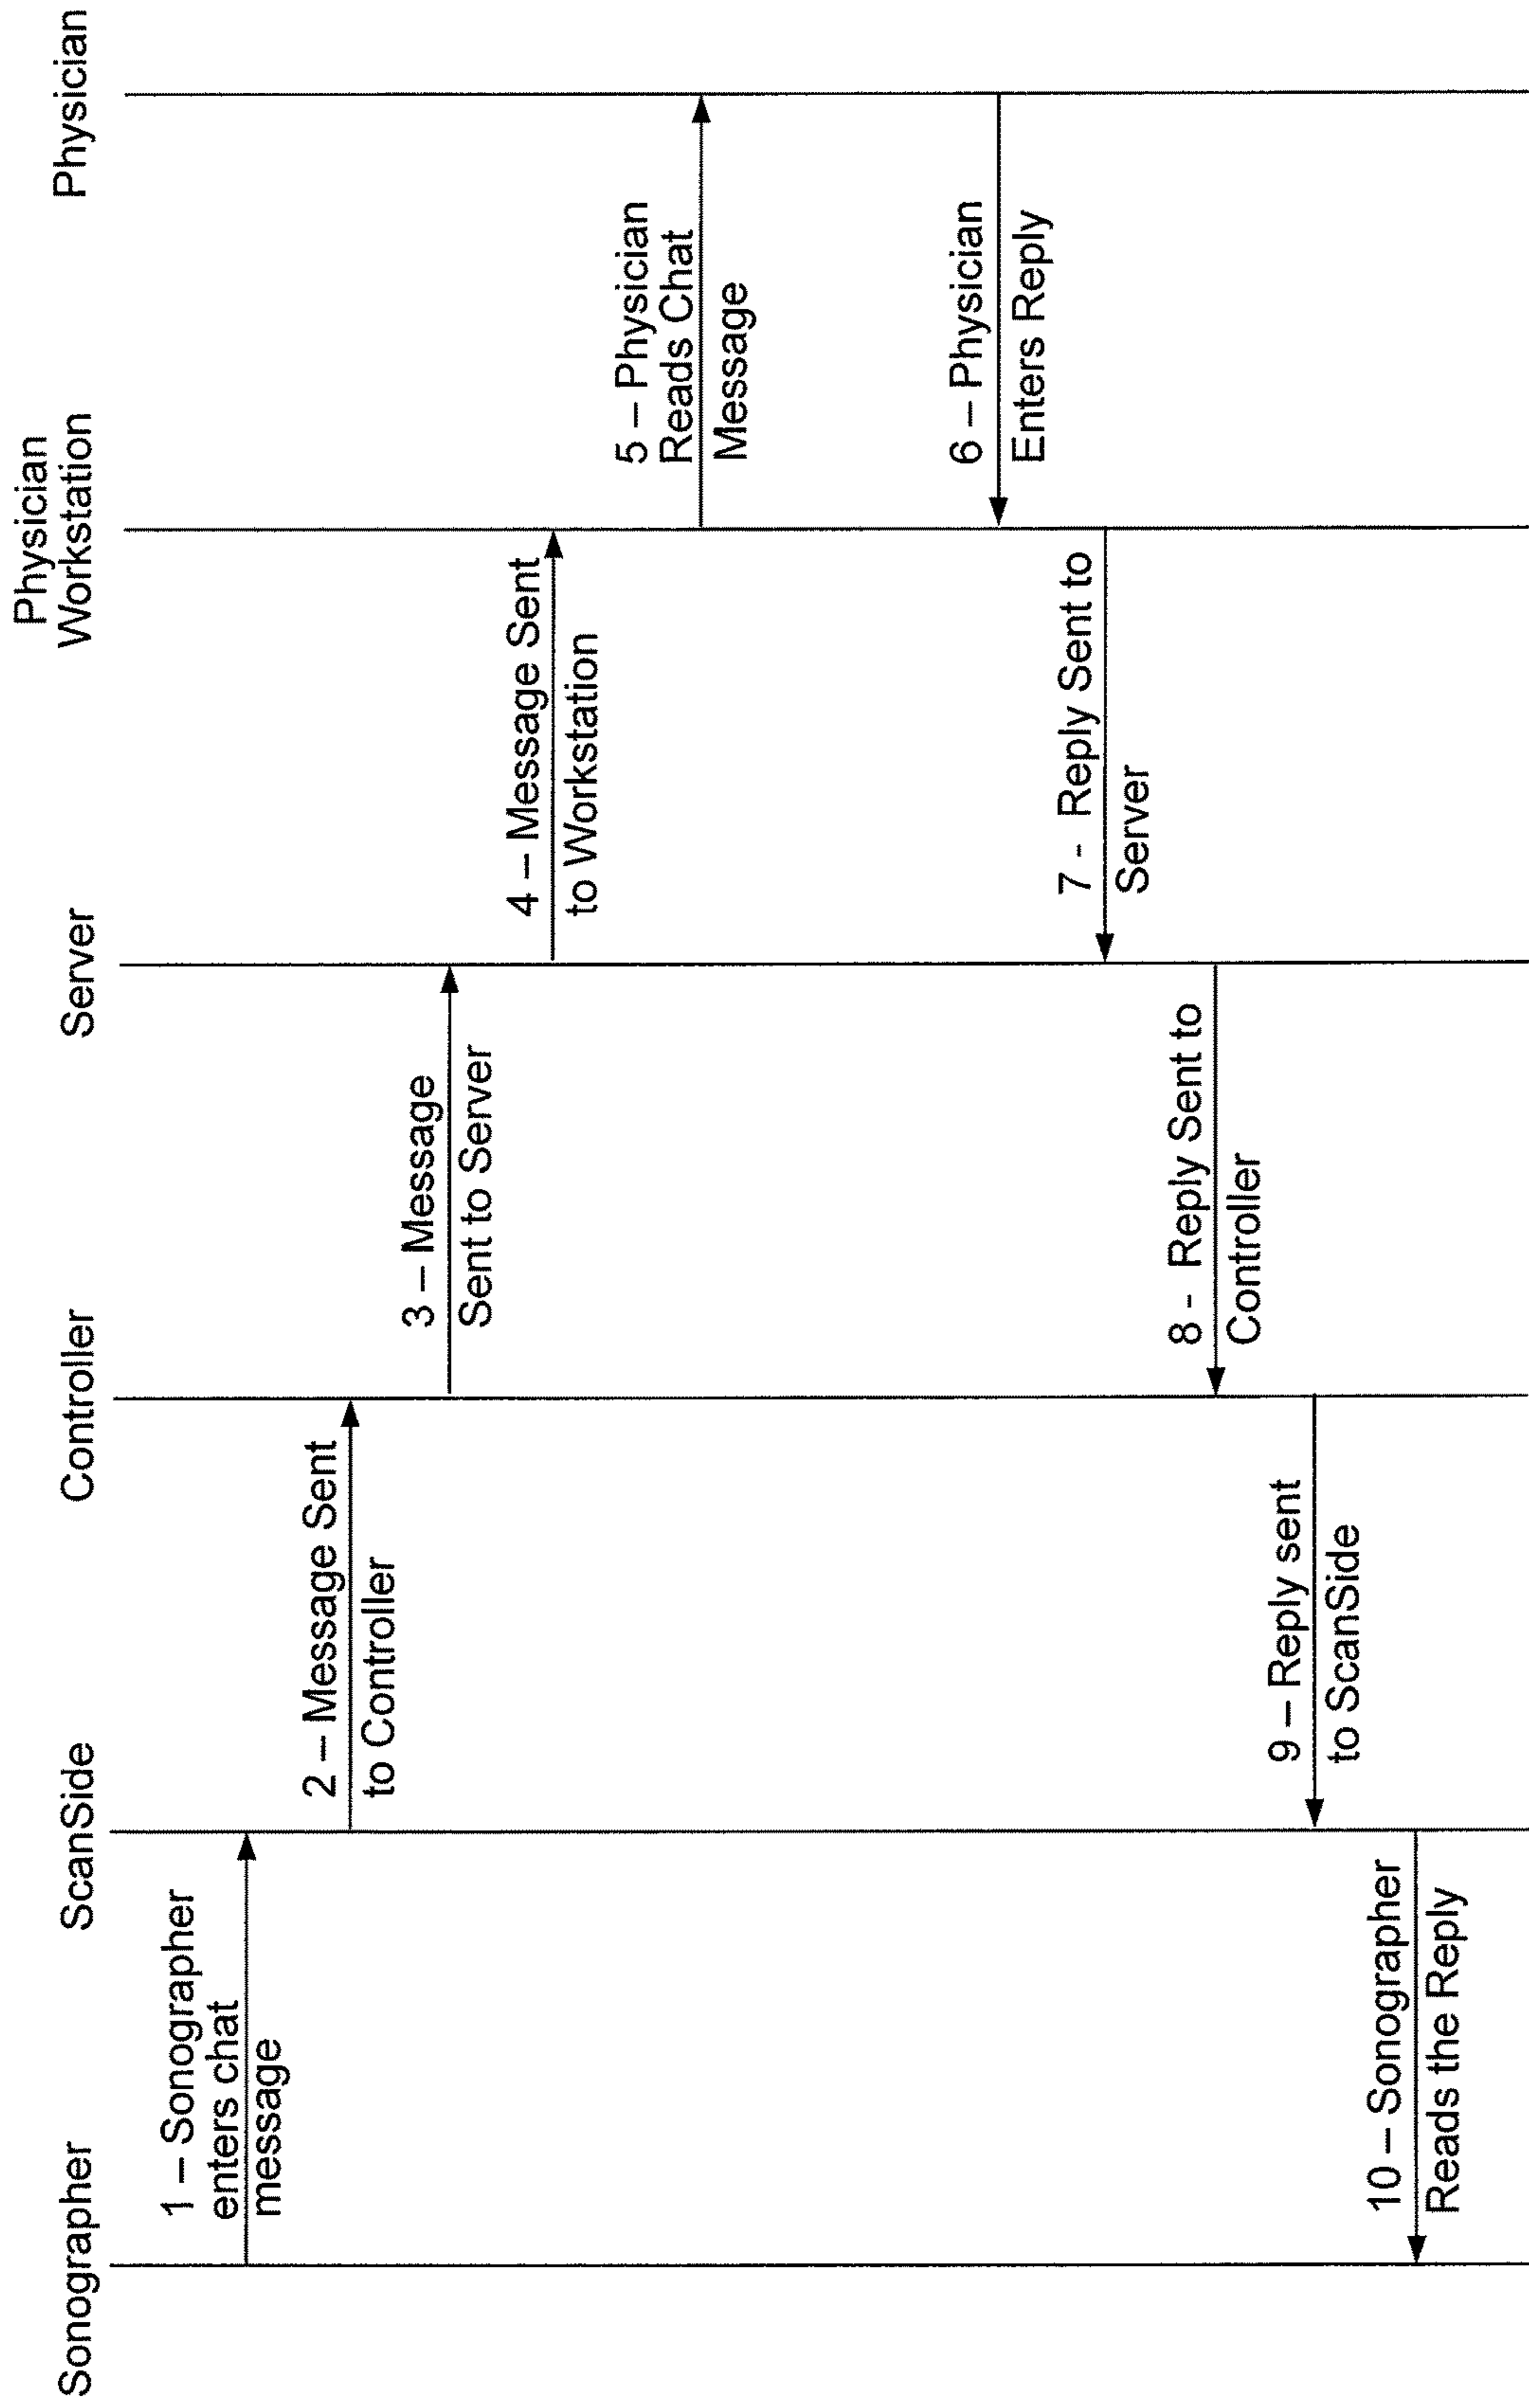 Sonographer
ScanSide
Controller
Server
Physician
Workstation
Physician
1 – Sonographer
enters chat
message
2 – Message Sent
to Controller
3 – Message
Sent to Server
4 – Message Sent
to Workstation
5 – Physician
Reads Chat
Message
6 – Physician
Enters Reply
7 - Reply Sent to
Server
8 - Reply Sent to
Controller
9 – Reply sent
to ScanSide
10 – Sonographer
Reads the Reply